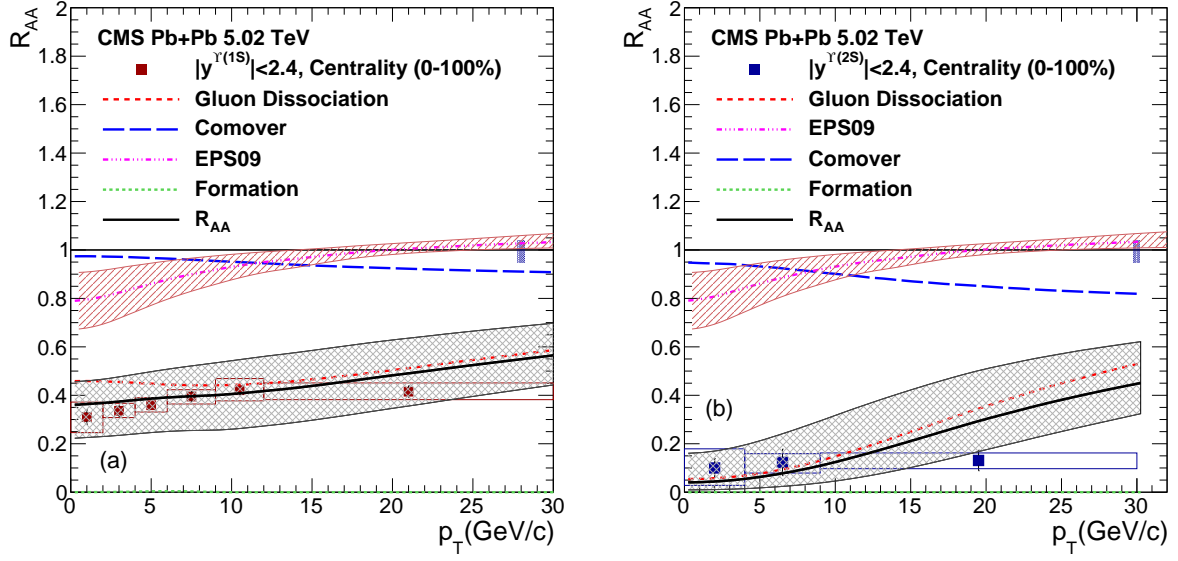 R_AA
2
1.8
1.6
1.4
1.2
1
0.8
0.6
0.4
0.2
0
CMS Pb+Pb 5.02 TeV
|y^ϒ(1S)|<2.4, Centrality (0-100%)
Gluon Dissociation
Comover
EPS09
Formation
R_AA
(a)
0 5 10 15 20 25 30
p_T(GeV/c)
R_AA
2
1.8
1.6
1.4
1.2
1
0.8
0.6
0.4
0.2
0
CMS Pb+Pb 5.02 TeV
|y^ϒ(2S)|<2.4, Centrality (0-100%)
Gluon Dissociation
EPS09
Comover
Formation
R_AA
(b)
0 5 10 15 20 25 30
p_T(GeV/c)